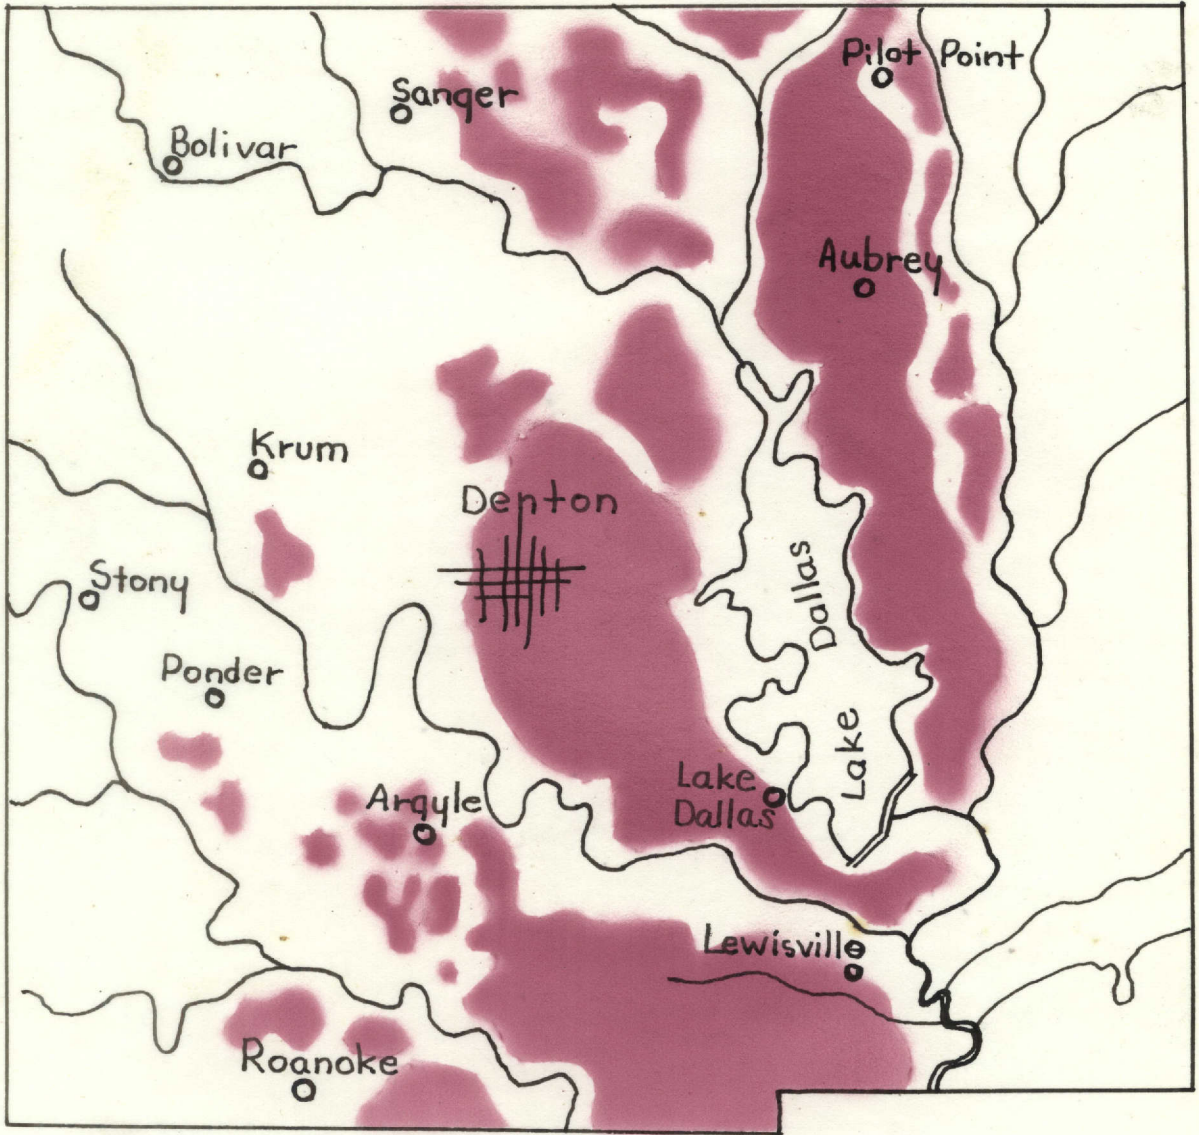 Pilot Point
Sanger
Bolivar
Aubrey
Krum
Denton
Stony
Dallas
Ponder
Lake
Lake
Dallas
Argyle
Lewisville
Roanoke